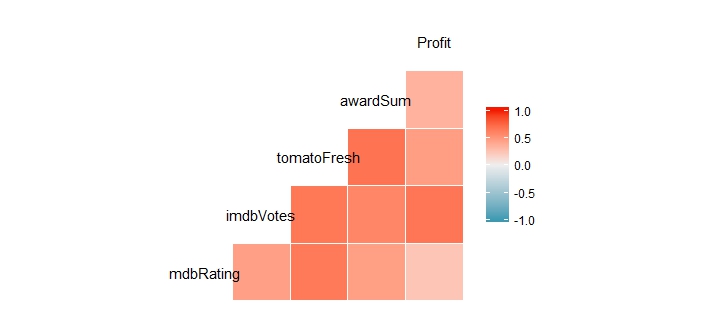 Profit
awardSum
tomatoFresh
imdbVotes
mdbRating
1.0
0.5
0.0
-0.5
-1.0